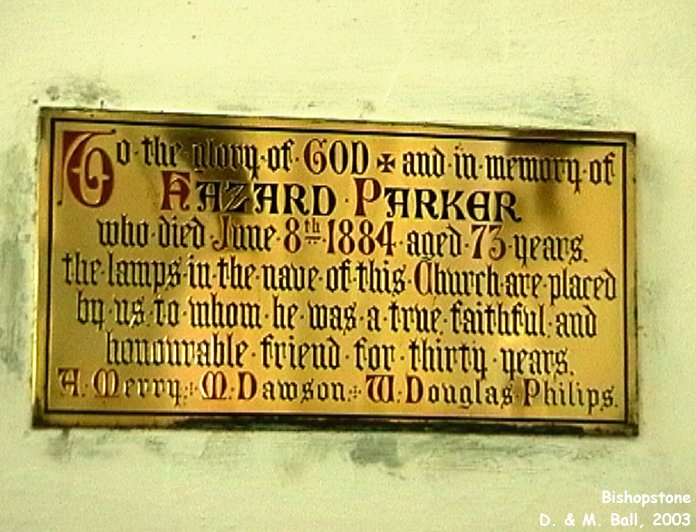 To·the·glory·of·GOD ✠ and·in·memory·of
HAZARD·PARKER
who·died·June·8th·1884·aged·73·years.
the·lamps·in·the·nave·of·this·Church·are·placed
by·us·to·whom·he·was·a·true·faithful·and
honourable·friend·for·thirty·years.
A. Merry: M·Dawson: W: Douglas Philips.
Bishopstone
D. & M. Ball, 2003